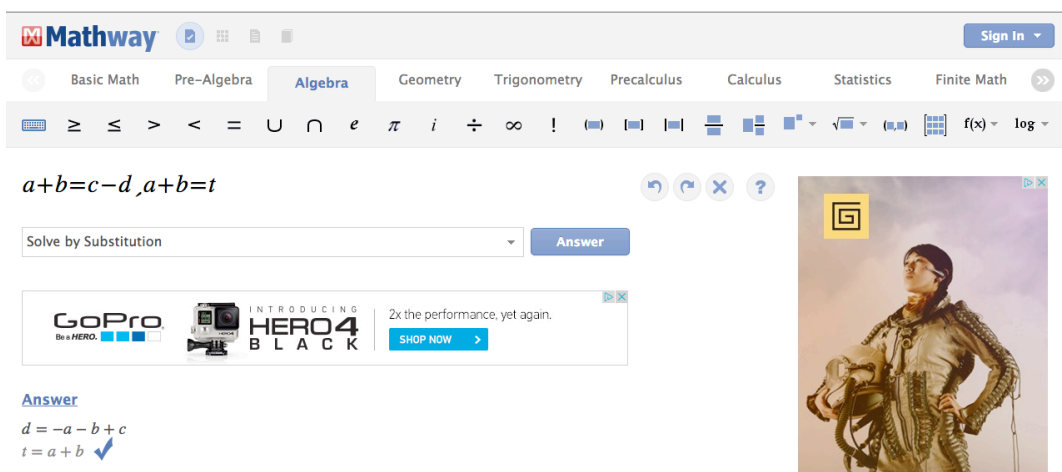 Mathway
Sign In
Basic Math Pre-Algebra Algebra Geometry Trigonometry Precalculus Calculus Statistics Finite Math
≥ ≤ > < = ∪ ∩ e π i ÷ ∞ ! (■) [■] |■| √■ (■,■) f(x) log
a+b=c−d ,a+b=t
?
Solve by Substitution
Answer
GoPro
Be a HERO.
INTRODUCING
HERO4
BLACK
2x the performance, yet again.
SHOP NOW >
Answer
d = −a − b + c
t = a + b